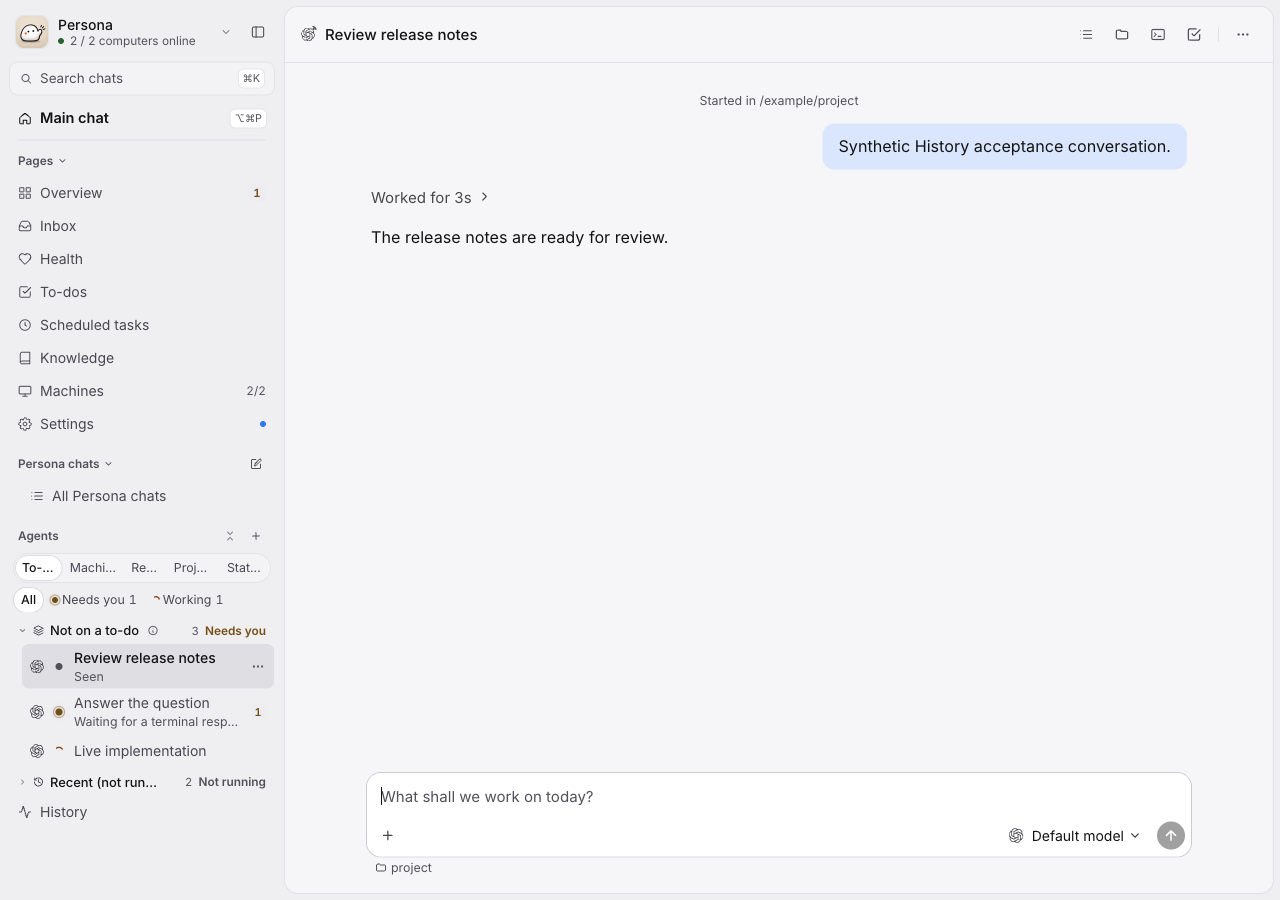 Persona
2 / 2 computers online
Search chats
⌘K
Main chat
⌥⌘P
Pages
Overview
1
Inbox
Health
To-dos
Scheduled tasks
Knowledge
Machines
2/2
Settings
Persona chats
All Persona chats
Agents
To-...
Machi...
Re...
Proj...
Stat...
All
Needs you 1
Working 1
Not on a to-do
3 Needs you
Review release notes
Seen
Answer the question
Waiting for a terminal resp...
1
Live implementation
Recent (not run...
2 Not running
History
Review release notes
Started in /example/project
Synthetic History acceptance conversation.
Worked for 3s
The release notes are ready for review.
What shall we work on today?
Default model
project